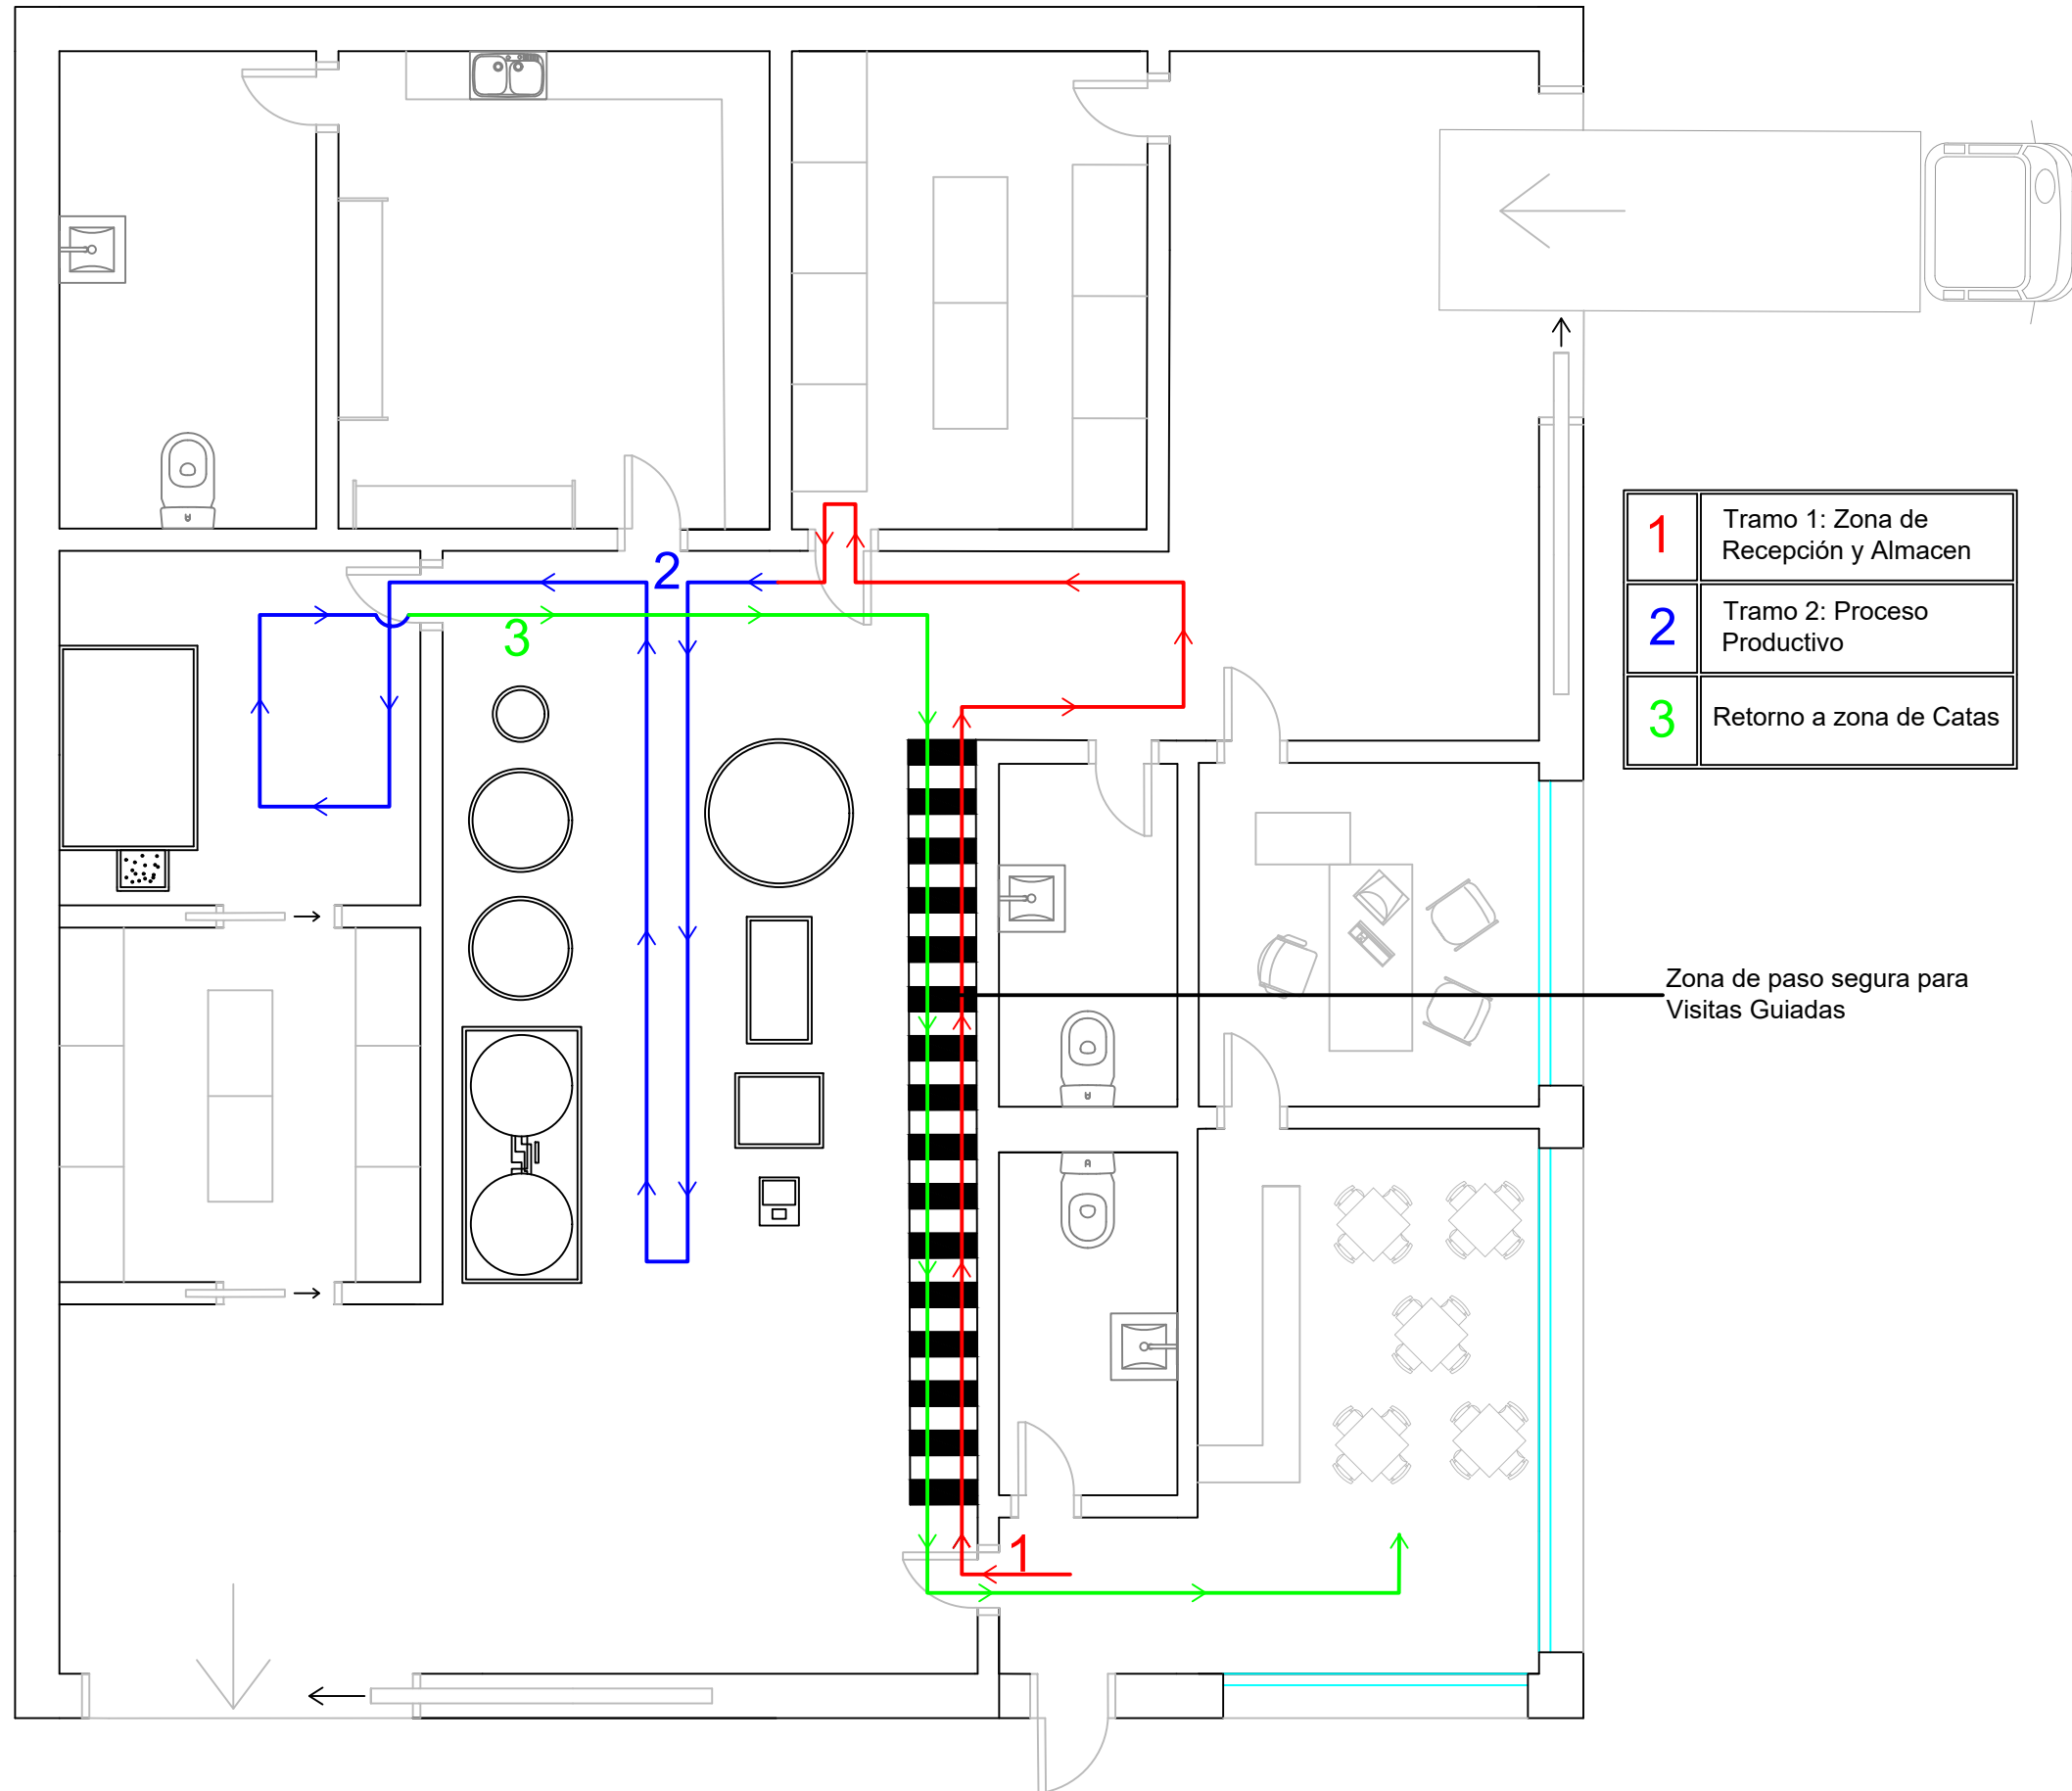 2
3
1
Tramo 1: Zona de
Recepción y Almacen
2
Tramo 2: Proceso
Productivo
3
Retorno a zona de Catas
Zona de paso segura para
Visitas Guiadas
1